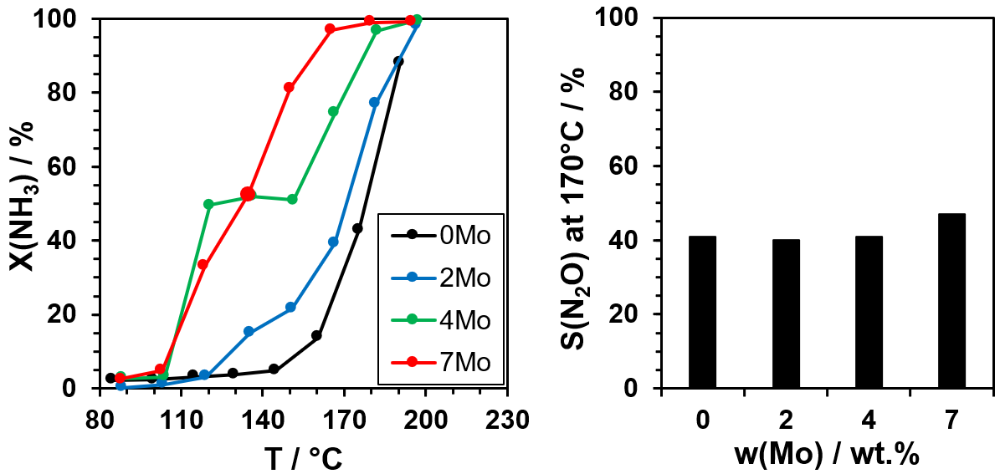 100
80
60
40
20
0
X(NH3) / %
80 110 140 170 200 230
T / °C
0Mo
2Mo
4Mo
7Mo
100
80
60
40
20
0
S(N2O) at 170°C / %
0 2 4 7
w(Mo) / wt.%